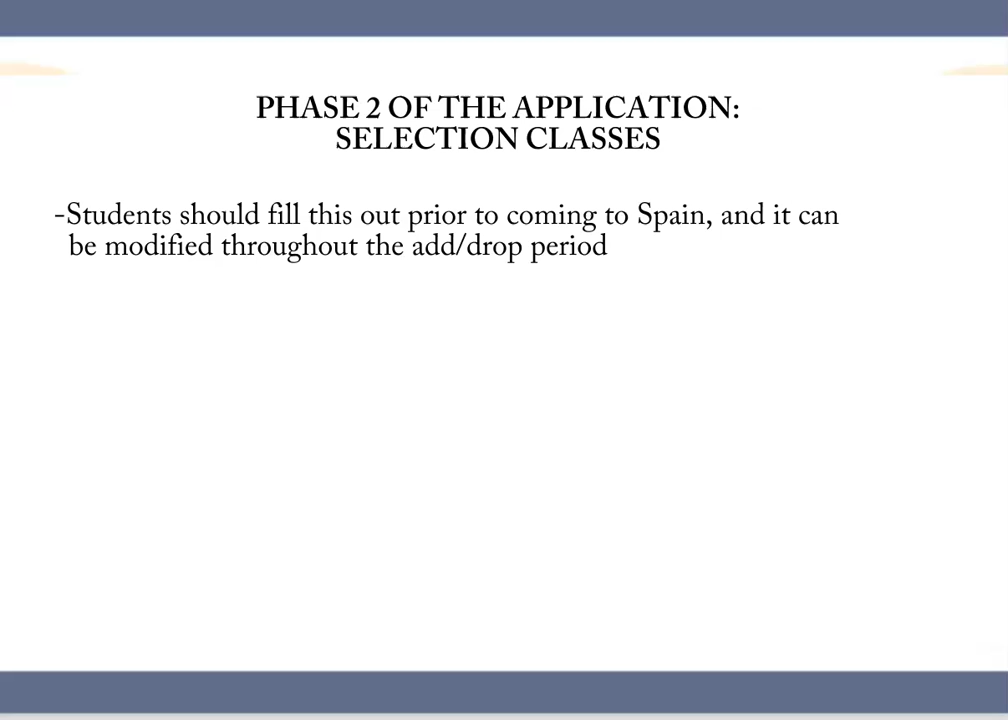 PHASE 2 OF THE APPLICATION:
SELECTION CLASSES
-Students should fill this out prior to coming to Spain, and it can
be modified throughout the add/drop period